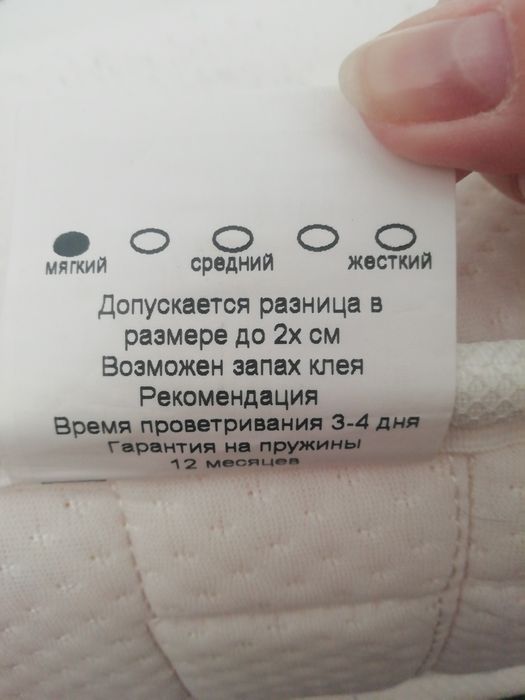 мягкий средний жесткий
Допускается разница в
размере до 2х см
Возможен запах клея
Рекомендация
Время проветривания 3-4 дня
Гарантия на пружины
12 месяцев